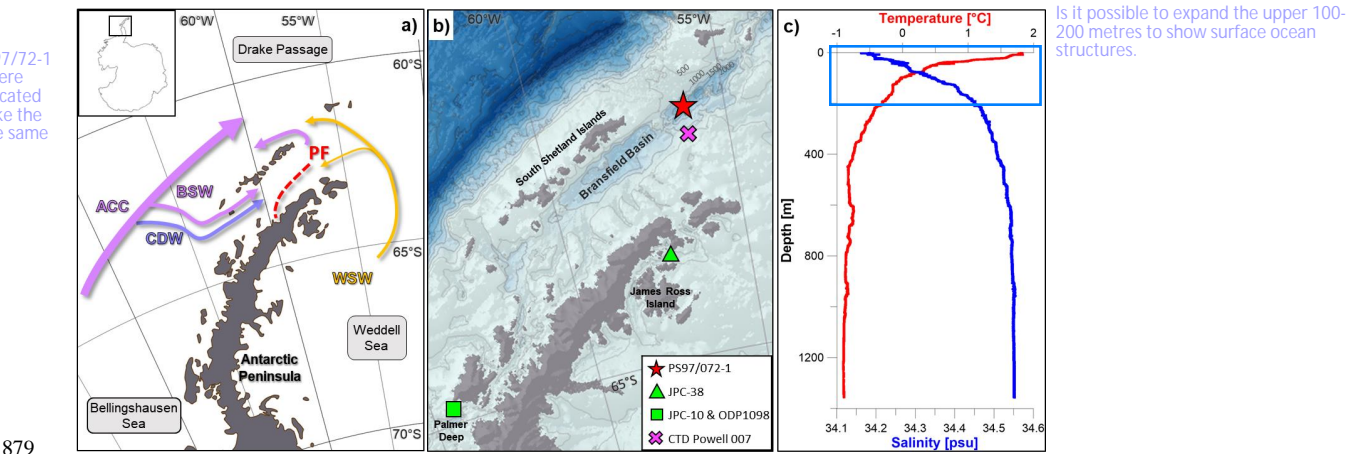 97/72-1
ere
cated
ke the
e same
879
a)
60°W
55°W
Drake Passage
60°S
PF
BSW
ACC
CDW
WSW
65°S
Weddell
Sea
Antarctic
Peninsula
Bellingshausen
Sea
70°S
b)
60°W
55°W
500
1000
1500
South Shetland Islands
Bransfield Basin
James Ross
Island
65°S
Palmer
Deep
PS97/072-1
JPC-38
JPC-10 & ODP1098
CTD Powell 007
c)
Temperature [°C]
-1 0 1 2
0
400
800
1200
Depth [m]
34.1 34.2 34.3 34.4 34.5 34.6
Salinity [psu]
Is it possible to expand the upper 100-
200 metres to show surface ocean
structures.